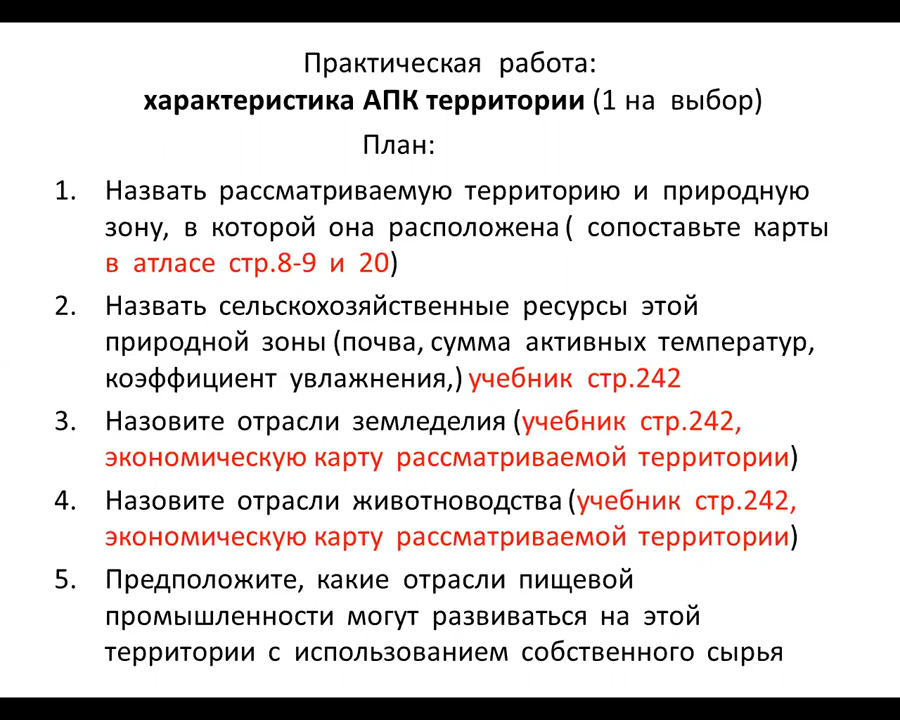 Практическая работа:
характеристика АПК территории (1 на выбор)
План:
1. Назвать рассматриваемую территорию и природную
зону, в которой она расположена ( сопоставьте карты
в атласе стр.8-9 и 20)
2. Назвать сельскохозяйственные ресурсы этой
природной зоны (почва, сумма активных температур,
коэффициент увлажнения,) учебник стр.242
3. Назовите отрасли земледелия (учебник стр.242,
экономическую карту рассматриваемой территории)
4. Назовите отрасли животноводства (учебник стр.242,
экономическую карту рассматриваемой территории)
5. Предположите, какие отрасли пищевой
промышленности могут развиваться на этой
территории с использованием собственного сырья